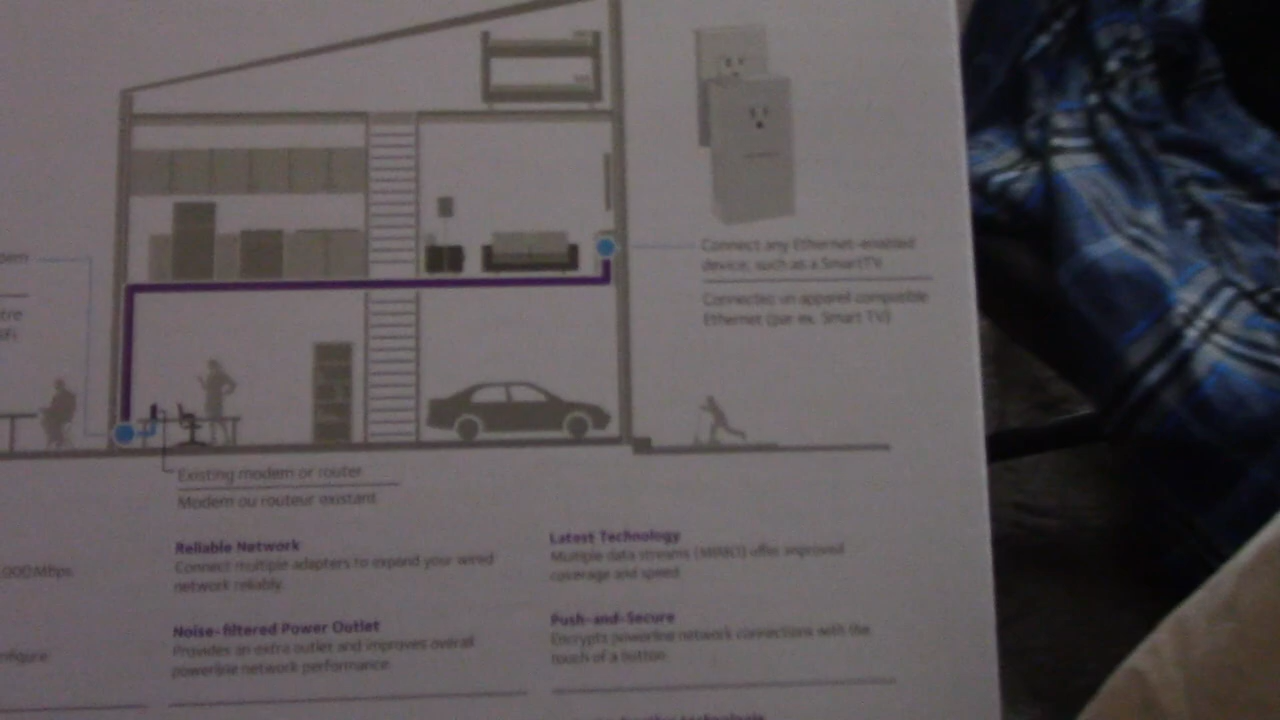 Connect any Ethernet-enabled
device, such as a SmartTV
Connectez un appareil compatible
Ethernet (par ex. Smart TV)
Existing modem or router
Modem ou routeur existant
Reliable Network
Connect multiple adapters to expand your wired
network reliably.
Noise-filtered Power Outlet
Provides an extra outlet and improves overall
powerline network performance.
Latest Technology
Multiple data streams (MIMO) offer improved
coverage and speed.
Push-and-Secure
Encrypts powerline network connections with the
touch of a button.